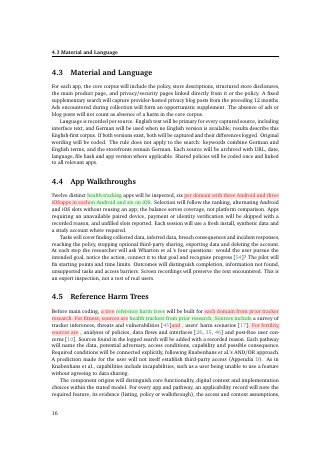 4.3 Material and Language
4.3 Material and Language
For each app, the core corpus will include the policy, store descriptions, structured store disclosures,
the main product page, and privacy/security pages linked directly from it or the policy. A fixed
supplementary search will capture provider-hosted privacy blog posts from the preceding 12 months.
Ads encountered during collection will form an opportunistic supplement. The absence of ads or
blog posts will not count as absence of a harm in the core corpus.
Language is recorded per source. English text will be primary for every captured source, including
interface text, and German will be used when no English version is available; results describe this
English-first corpus. If both versions exist, both will be captured and their differences logged. Original
wording will be coded. The rule does not apply to the search: keywords combine German and
English terms, and the storefronts remain German. Each source will be archived with URL, date,
language, file hash and app version where applicable. Shared policies will be coded once and linked
to all relevant apps.
4.4 App Walkthroughs
Twelve distinct health-tracking apps will be inspected, six per domain with three Android and three
iOS apps in each on Android and six on iOS. Selection will follow the ranking, alternating Android
and iOS slots without reusing an app; the balance serves coverage, not platform comparison. Apps
requiring an unavailable paired device, payment or identity verification will be skipped with a
recorded reason, and unfilled slots reported. Each session will use a fresh install, synthetic data and
a study account where required.
Tasks will cover finding collected data, inferred data, breach consequences and incident responses,
reaching the policy, stopping optional third-party sharing, exporting data and deleting the account.
At each step the researcher will ask Wharton et al.'s four questions: would the user pursue the
intended goal, notice the action, connect it to that goal and recognise progress [54]? The pilot will
fix starting points and time limits. Outcomes will distinguish completion, information not found,
unsupported tasks and access barriers. Screen recordings will preserve the text encountered. This is
an expert inspection, not a test of real users.
4.5 Reference Harm Trees
Before main coding, a tree reference harm trees will be built for each domain from prior tracker
research. For fitness, sources are health trackers from prior research. Sources include a survey of
tracker inferences, threats and vulnerabilities [45] and , users' harm scenarios [17]. For fertility,
sources are , analyses of policies, data flows and interfaces [26, 35, 46] and post-Roe user con-
cerns [10]. Sources found in the logged search will be added with a recorded reason. Each pathway
will name the data, potential adversary, access conditions, capability and possible consequence.
Required conditions will be connected explicitly, following Knabenhans et al.'s AND/OR approach.
A prediction made for the user will not itself establish third-party access (Appendix ). As in
Knabenhans et al., capabilities include incapabilities, such as a user being unable to use a feature
without agreeing to data sharing.
The component origins will distinguish core functionality, digital context and implementation
choices within the stated model. For every app and pathway, an applicability record will note the
required feature, its evidence (listing, policy or walkthrough), the access and context assumptions,
16